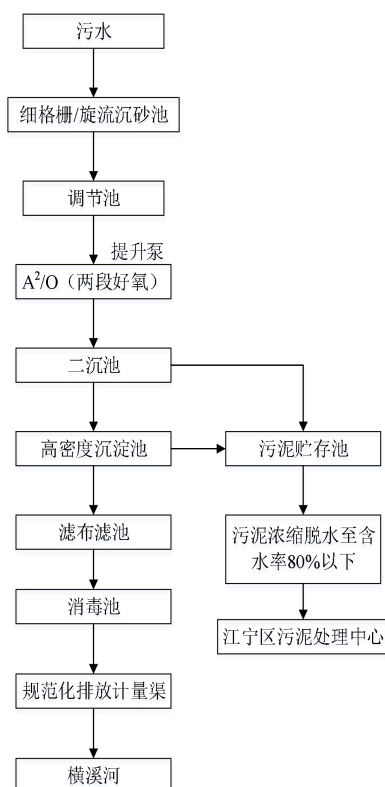 污水
细格栅/旋流沉砂池
调节池
提升泵
A²/O（两段好氧）
二沉池
高密度沉淀池
污泥贮存池
滤布滤池
污泥浓缩脱水至含
水率80%以下
消毒池
江宁区污泥处理中心
规范化排放计量渠
横溪河